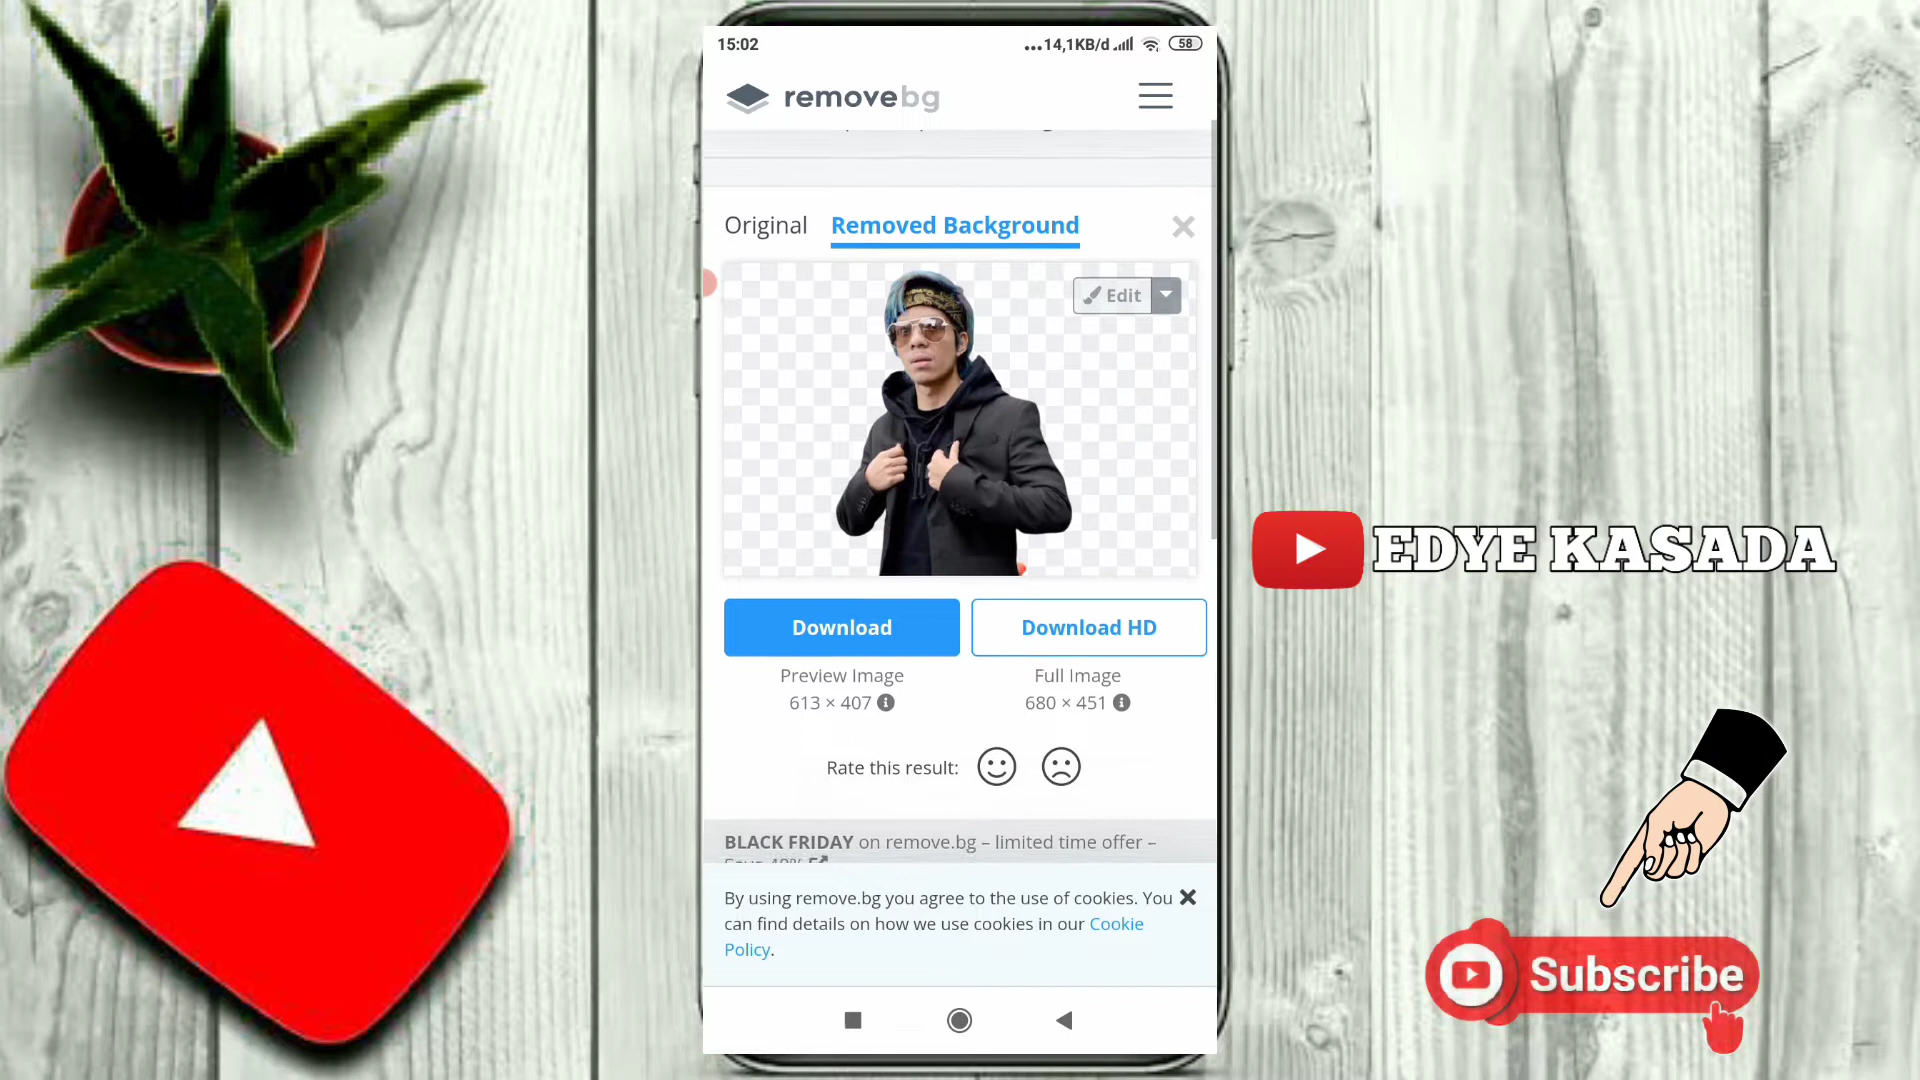 15:02
...14,1KB/d
58
removebg
Original
Removed Background
Edit
Download
Download HD
Preview Image
613 × 407
Full Image
680 × 451
Rate this result:
BLACK FRIDAY on remove.bg – limited time offer –
By using remove.bg you agree to the use of cookies. You
can find details on how we use cookies in our Cookie
Policy.
EDYE KASADA
Subscribe